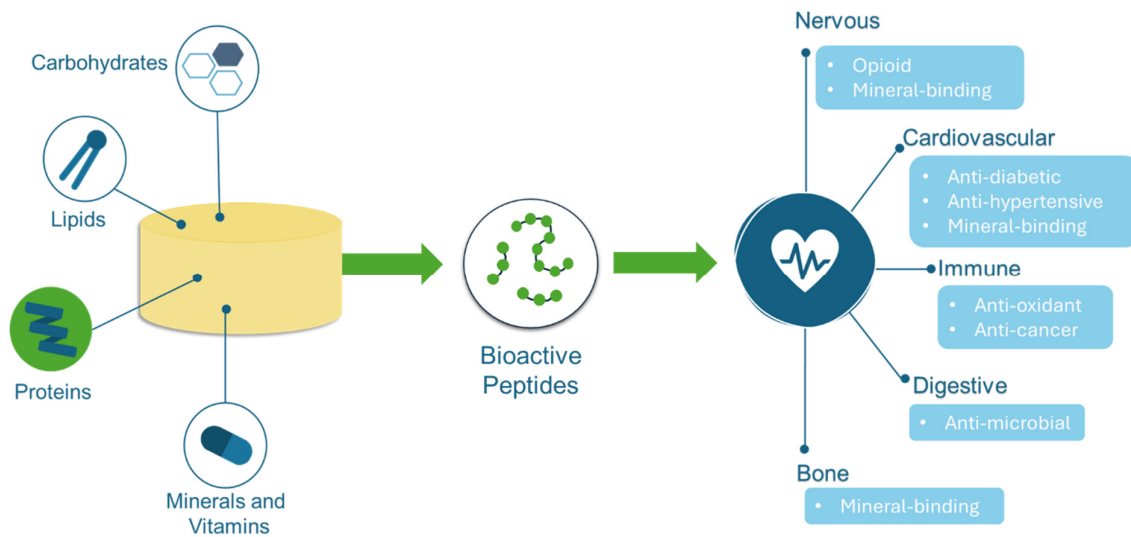 Carbohydrates
Lipids
Proteins
Minerals and
Vitamins
Bioactive
Peptides
Nervous
• Opioid
• Mineral-binding
Cardiovascular
• Anti-diabetic
• Anti-hypertensive
• Mineral-binding
Immune
• Anti-oxidant
• Anti-cancer
Digestive
• Anti-microbial
Bone
• Mineral-binding